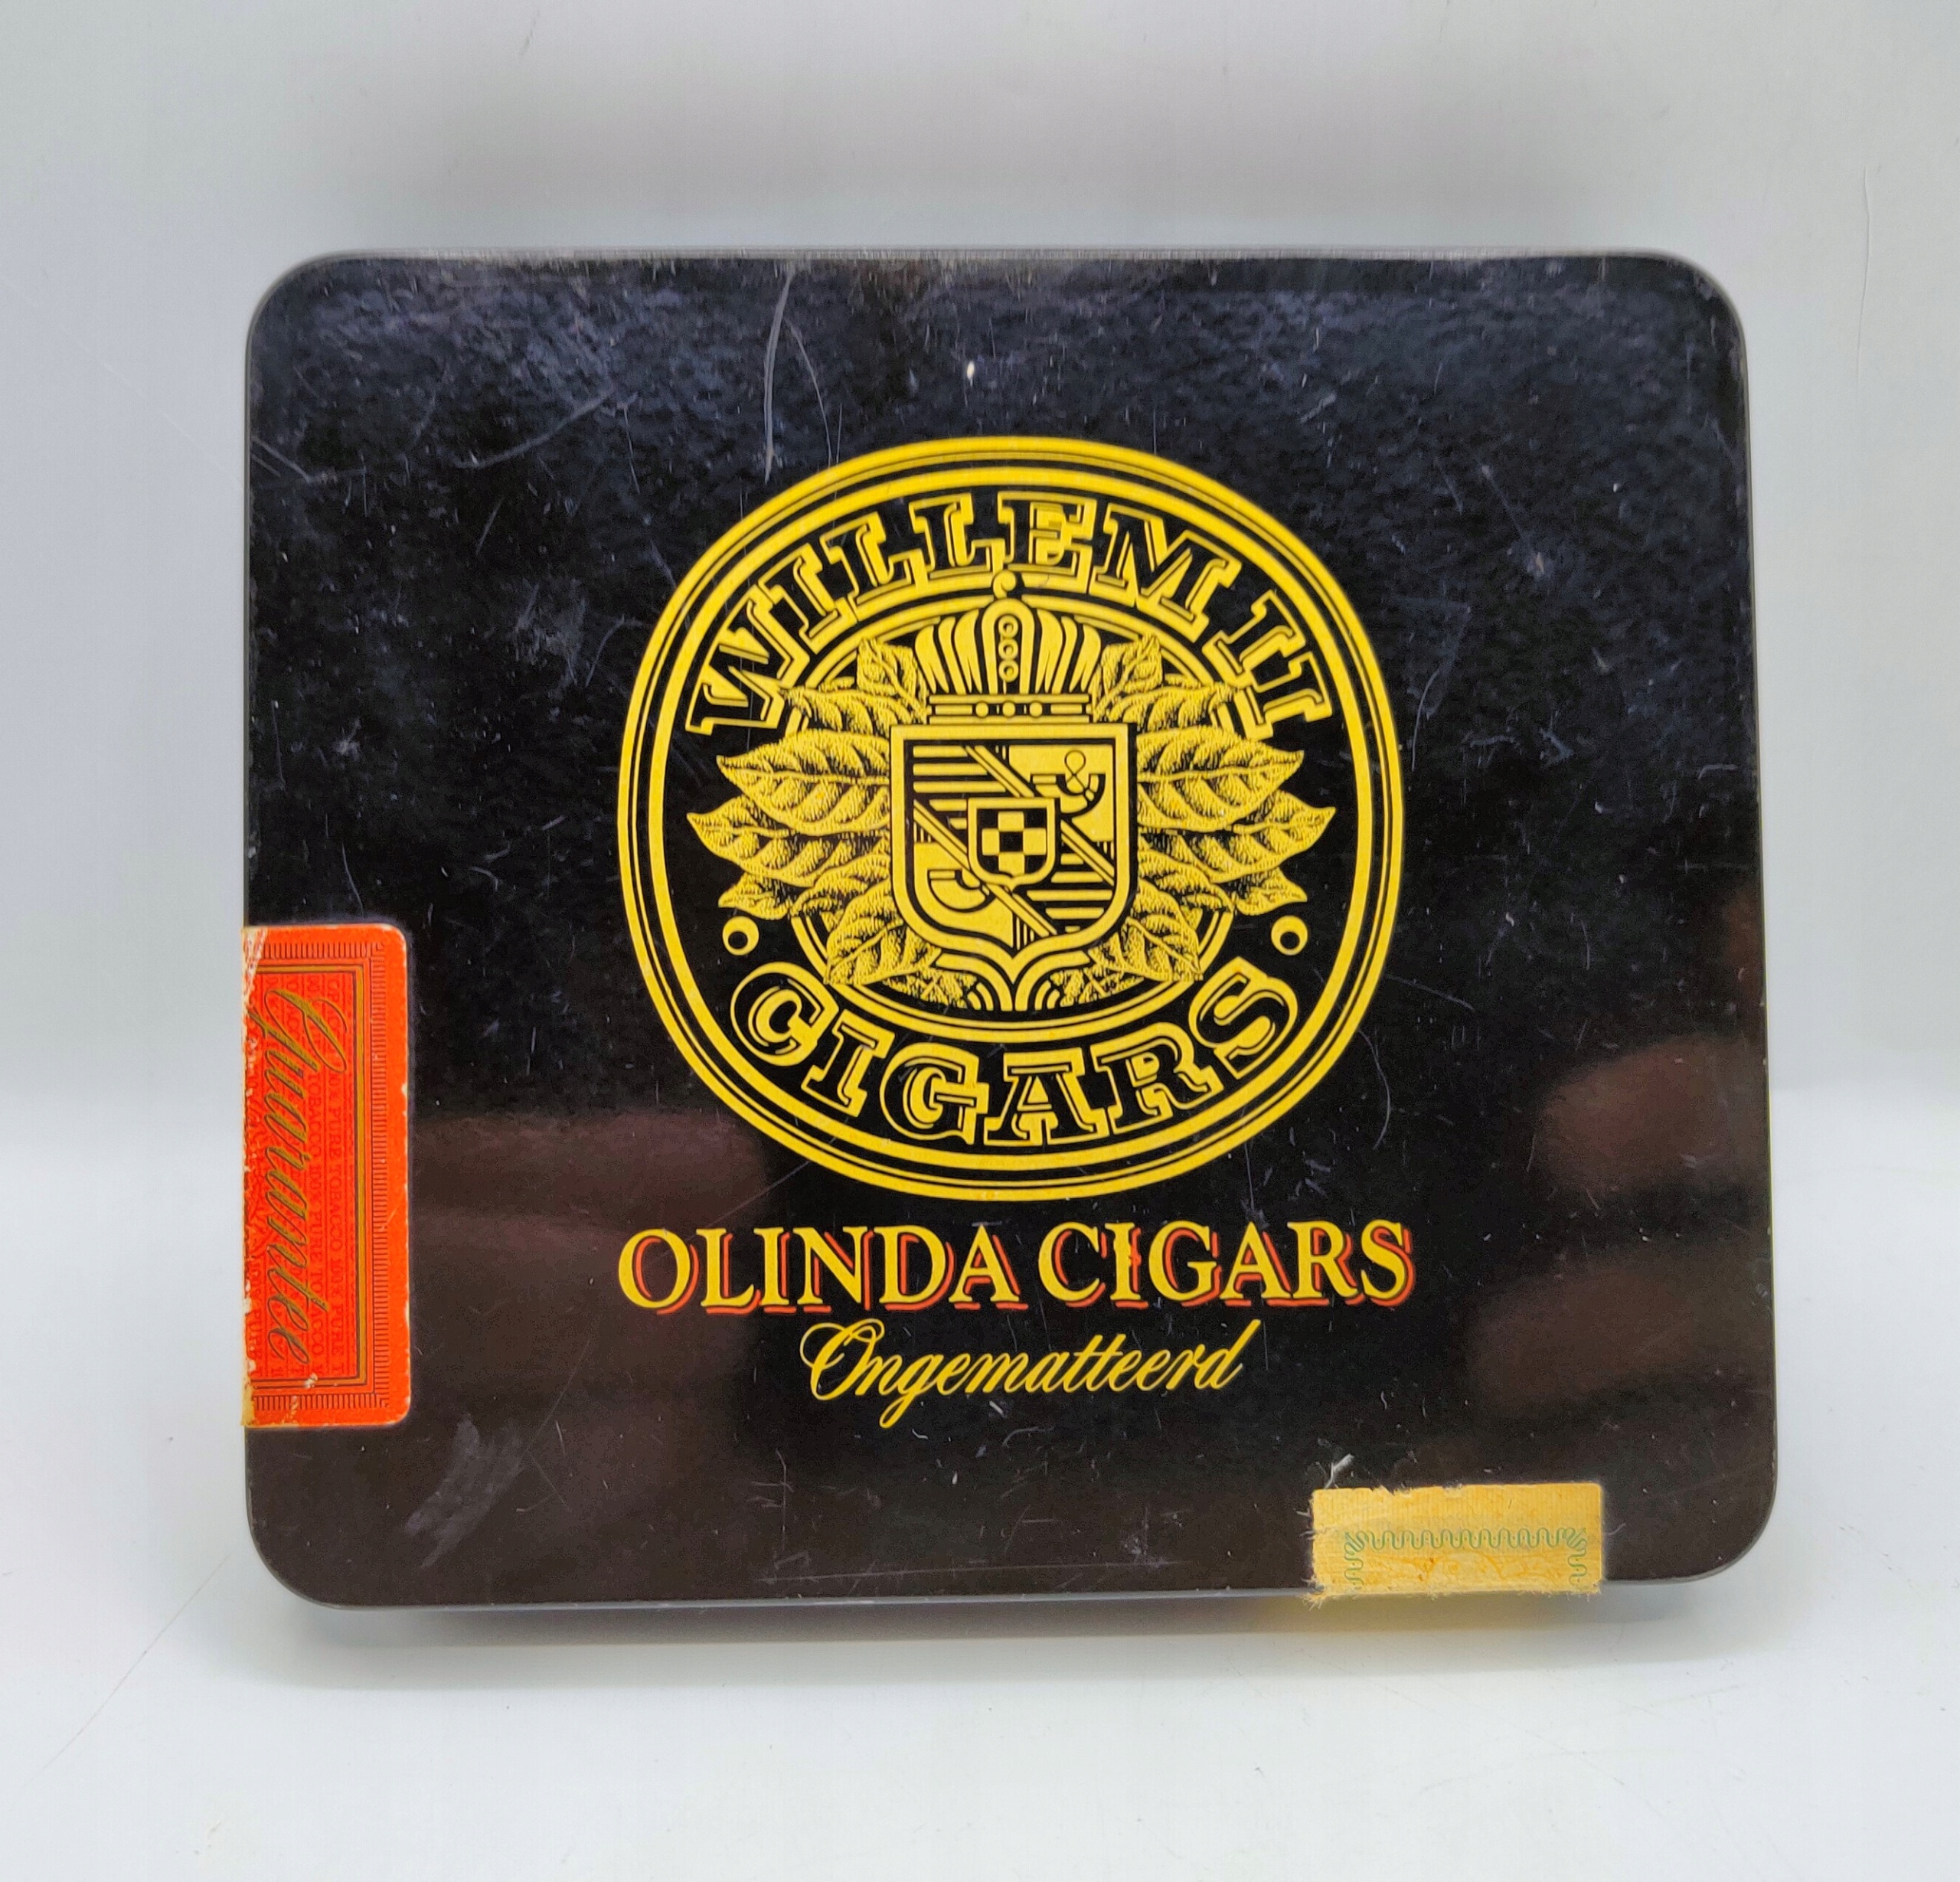 WILLEM II
CIGARS
OLINDA CIGARS
Ongematteerd
Guarantee